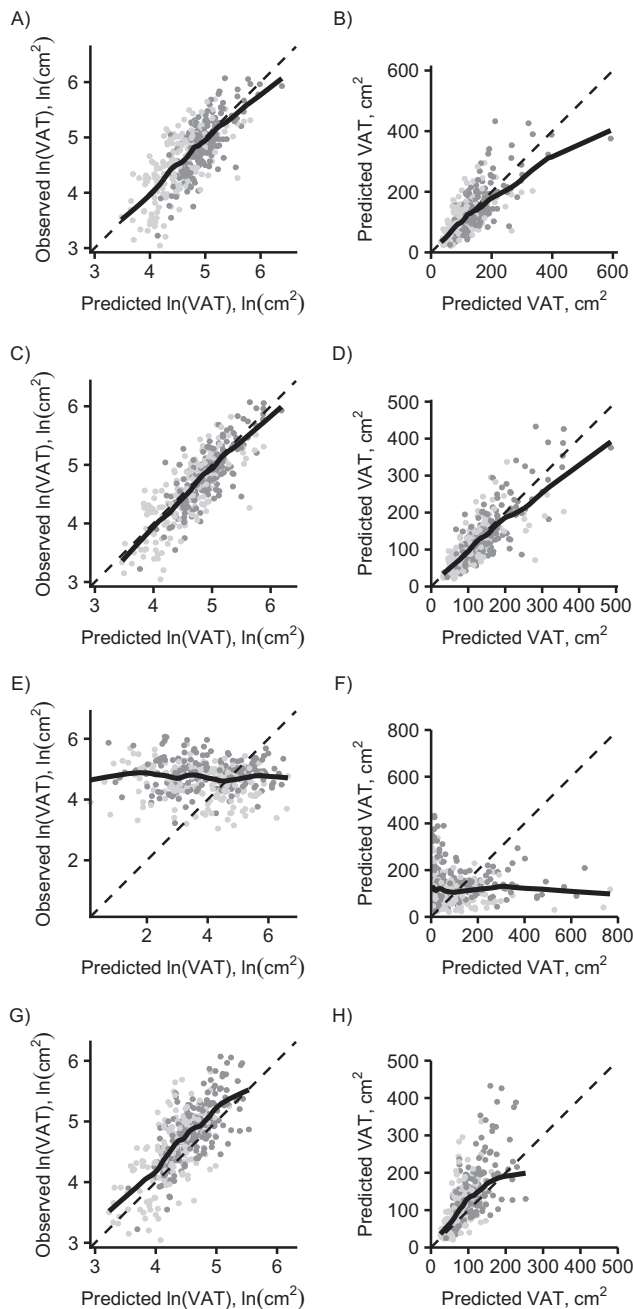 A)
Observed ln(VAT), ln(cm²)
6
5
4
3
3 4 5 6
Predicted ln(VAT), ln(cm²)
B)
Predicted VAT, cm²
600
400
200
0
0 200 400 600
Predicted VAT, cm²
C)
Observed ln(VAT), ln(cm²)
6
5
4
3
3 4 5 6
Predicted ln(VAT), ln(cm²)
D)
Predicted VAT, cm²
500
400
300
200
100
0
0 100 200 300 400 500
Predicted VAT, cm²
E)
Observed ln(VAT), ln(cm²)
6
4
2
2 4 6
Predicted ln(VAT), ln(cm²)
F)
Predicted VAT, cm²
800
600
400
200
0
0 200 400 600 800
Predicted VAT, cm²
G)
Observed ln(VAT), ln(cm²)
6
5
4
3
3 4 5 6
Predicted ln(VAT), ln(cm²)
H)
Predicted VAT, cm²
500
400
300
200
100
0
0 100 200 300 400 500
Predicted VAT, cm²